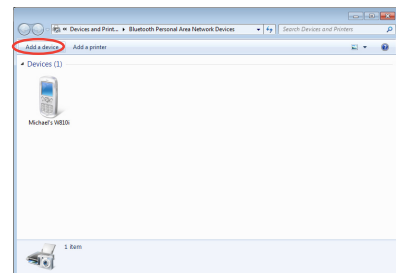 « Devices and Print... ▸ Bluetooth Personal Area Network Devices
Search Devices and Printers
Add a device Add a printer
Devices (1)
Michael's W810i
1 item